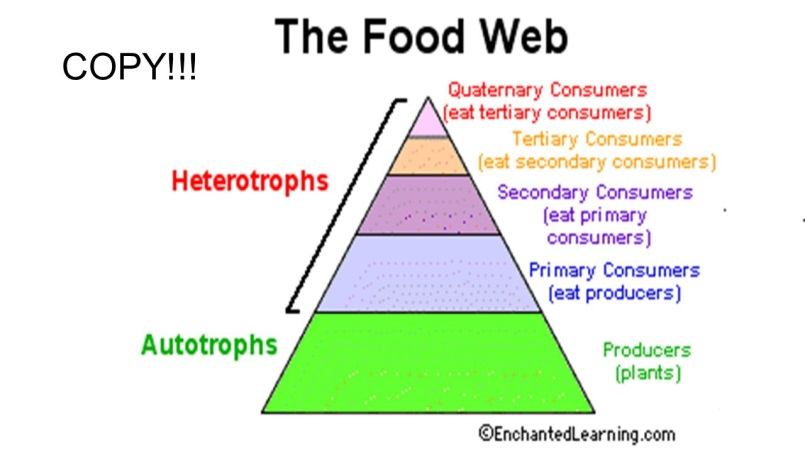 The Food Web
COPY!!!
Quaternary Consumers
(eat tertiary consumers)
Tertiary Consumers
(eat secondary consumers)
Heterotrophs
Secondary Consumers
(eat primary
consumers)
Primary Consumers
(eat producers)
Autotrophs
Producers
(plants)
©EnchantedLearning.com